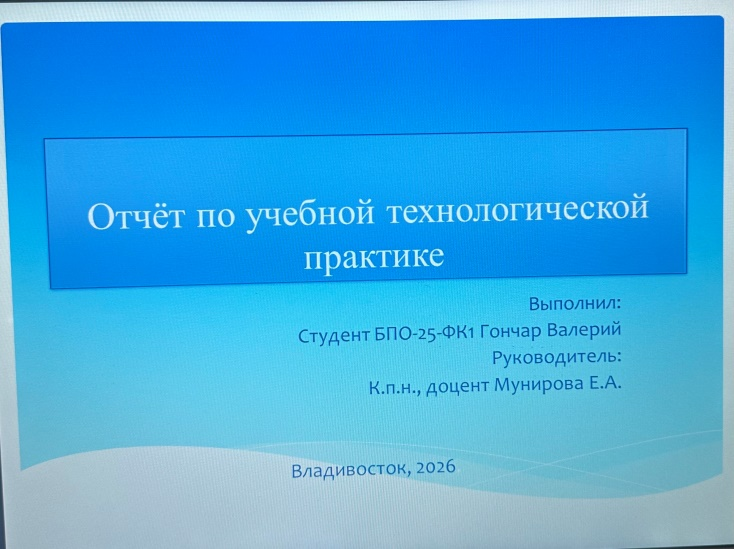 Отчёт по учебной технологической
практике
Выполнил:
Студент БПО-25-ФК1 Гончар Валерий
Руководитель:
К.п.н., доцент Мунирова Е.А.
Владивосток, 2026